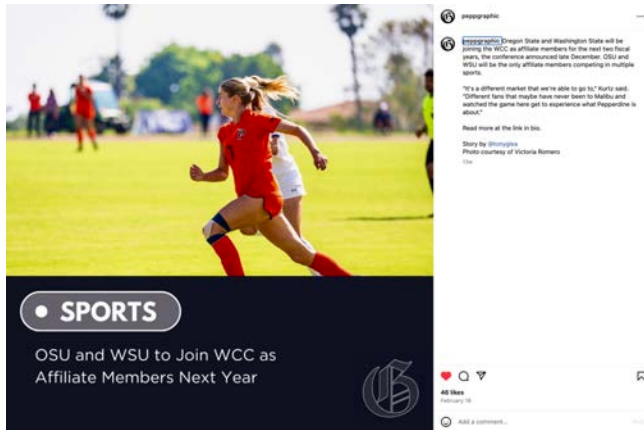 pepppgraphic
pepppgraphic Oregon State and Washington State will be
joining the WCC as affiliate members for the next two fiscal
years, the conference announced late December. OSU and
WSU will be the only affiliate members competing in multiple
sports.
"It's a different market that we're able to go to," Kurtz said.
"Different fans that maybe have never been to Malibu and
watched the game here get to experience what Pepperdine is
about."
Read more at the link in bio.
Story by @tonyglea
Photo courtesy of Victoria Romero
SPORTS
OSU and WSU to Join WCC as
Affiliate Members Next Year
G
46 likes
February 16
Add a comment...